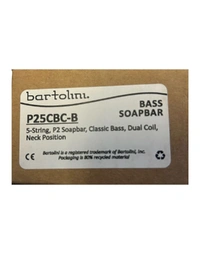 bartolini.
BASS
SOAPBAR
P25CBC-B
5-String, P2 Soapbar, Classic Bass, Dual Coil,
Neck Position
Bartolini is a registered trademark of Bartolini, Inc.
Packaging is 80% recycled material
CE